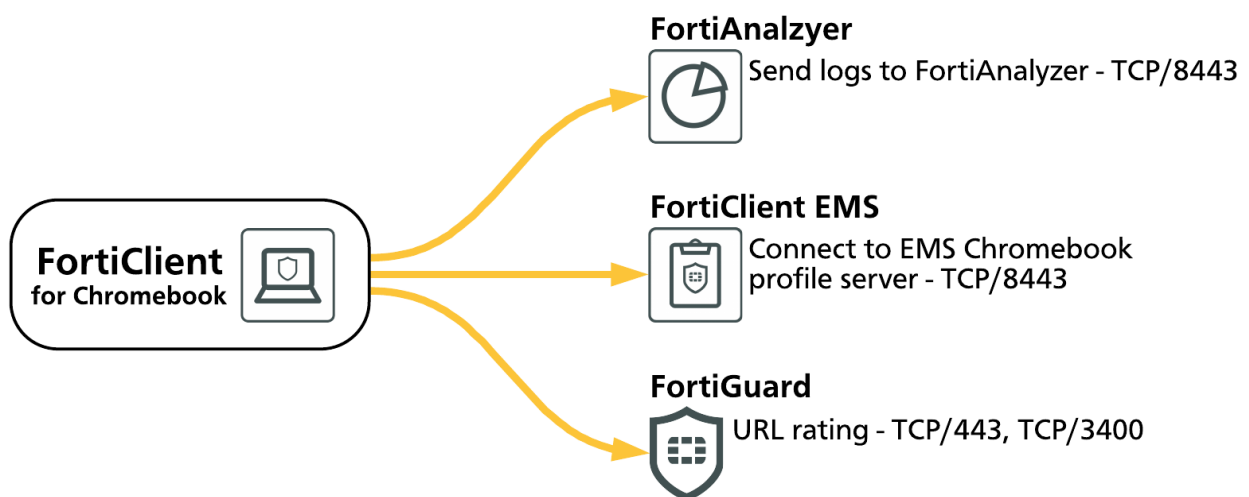 FortiAnalzyer
Send logs to FortiAnalyzer - TCP/8443
FortiClient EMS
Connect to EMS Chromebook
profile server - TCP/8443
FortiClient
for Chromebook
FortiGuard
URL rating - TCP/443, TCP/3400